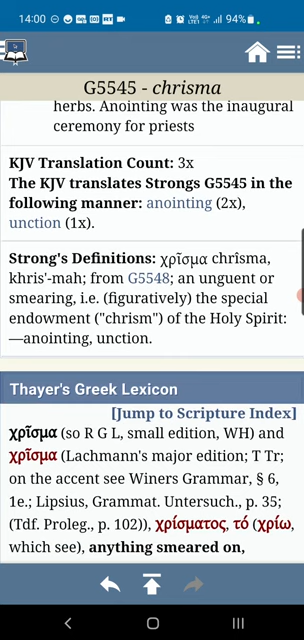 14:00
94%
G5545 - chrisma
herbs. Anointing was the inaugural
ceremony for priests
KJV Translation Count: 3x
The KJV translates Strongs G5545 in the
following manner: anointing (2x),
unction (1x).
Strong's Definitions: χρῖσμα chrîsma,
khris'-mah; from G5548; an unguent or
smearing, i.e. (figuratively) the special
endowment ("chrism") of the Holy Spirit:
—anointing, unction.
Thayer's Greek Lexicon
[Jump to Scripture Index]
χρῖσμα (so R G L, small edition, WH) and
χρῖσμα (Lachmann's major edition; T Tr;
on the accent see Winers Grammar, § 6,
1e.; Lipsius, Grammat. Untersuch., p. 35;
(Tdf. Proleg., p. 102)), χρίσματος, τό (χρίω,
which see), anything smeared on,